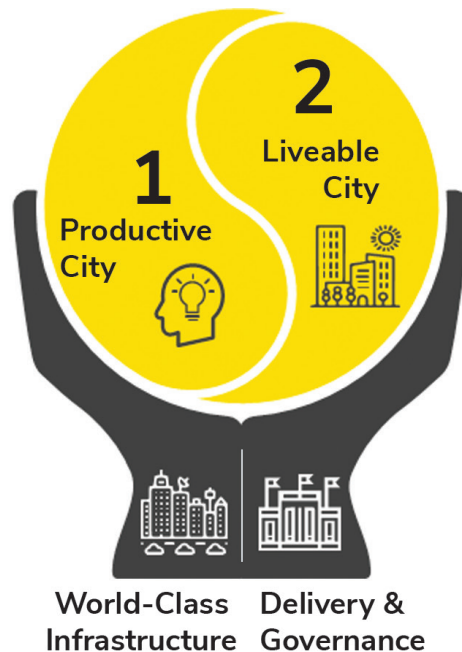 1
Productive
City
2
Liveable
City
World-Class
Infrastructure
Delivery &
Governance